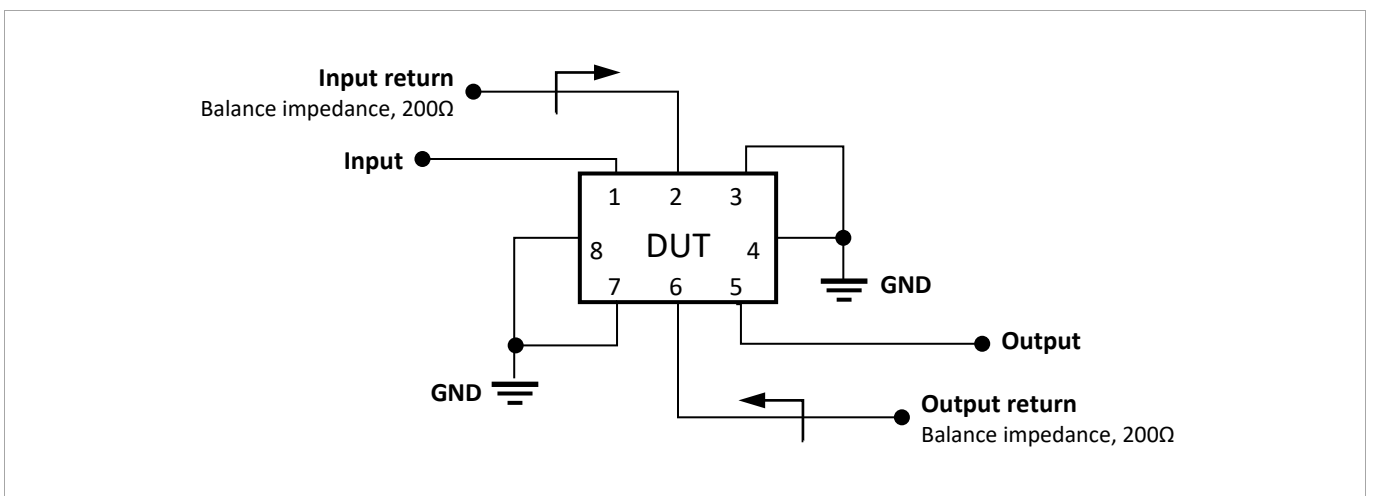 Input return
Balance impedance, 200Ω
Input
1 2 3
8 DUT 4
7 6 5
GND
Output
GND
Output return
Balance impedance, 200Ω